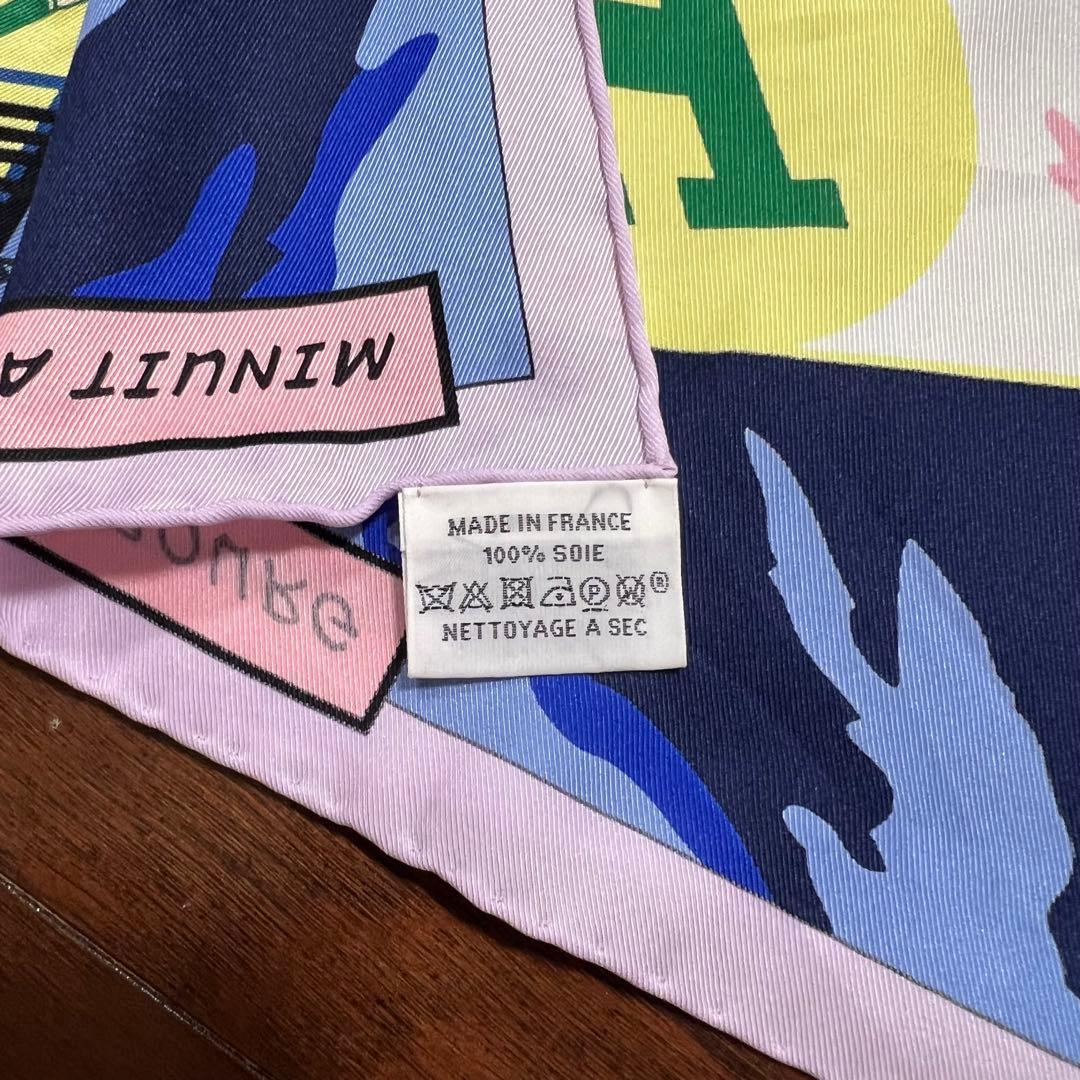 MINUIT A
MADE IN FRANCE
100% SOIE
P W ®
NETTOYAGE A SEC